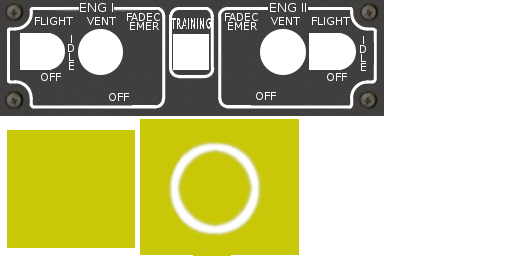 ENG I
FLIGHT
VENT
FADEC
EMER
IDLE
OFF
OFF
TRAINING
ENG II
FADEC
EMER
VENT
FLIGHT
IDLE
OFF
OFF